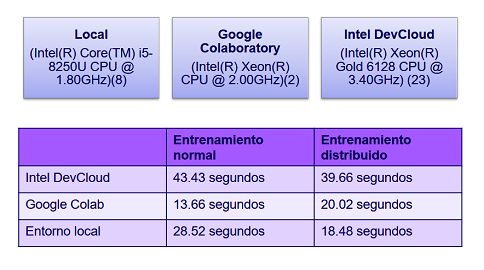 Local
(Intel(R) Core(TM) i5-
8250U CPU @
1.80GHz)(8)
Google
Colaboratory
(Intel(R) Xeon(R)
CPU @ 2.00GHz)(2)
Intel DevCloud
(Intel(R) Xeon(R)
Gold 6128 CPU @
3.40GHz) (23)
Entrenamiento
normal
Entrenamiento
distribuido
Intel DevCloud 43.43 segundos 39.66 segundos
Google Colab 13.66 segundos 20.02 segundos
Entorno local 28.52 segundos 18.48 segundos